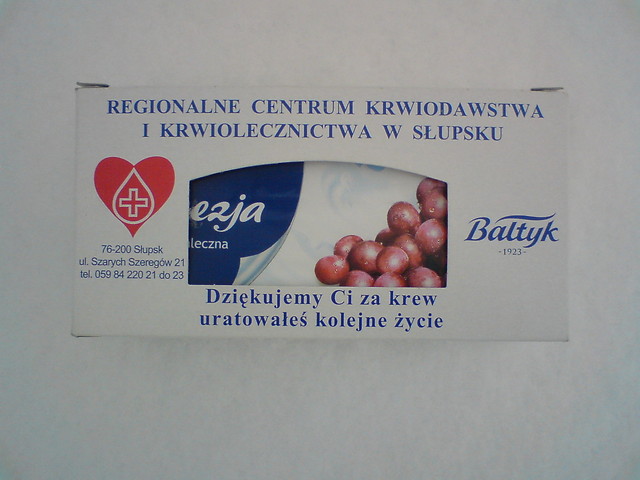 REGIONALNE CENTRUM KRWIODAWSTWA
I KRWIOLECZNICTWA W SŁUPSKU
76-200 Słupsk
ul. Szarych Szeregów 21
tel. 059 84 220 21 do 23
ezja
leczna
Bałtyk
-1923-
Dziękujemy Ci za krew
uratowałeś kolejne życie